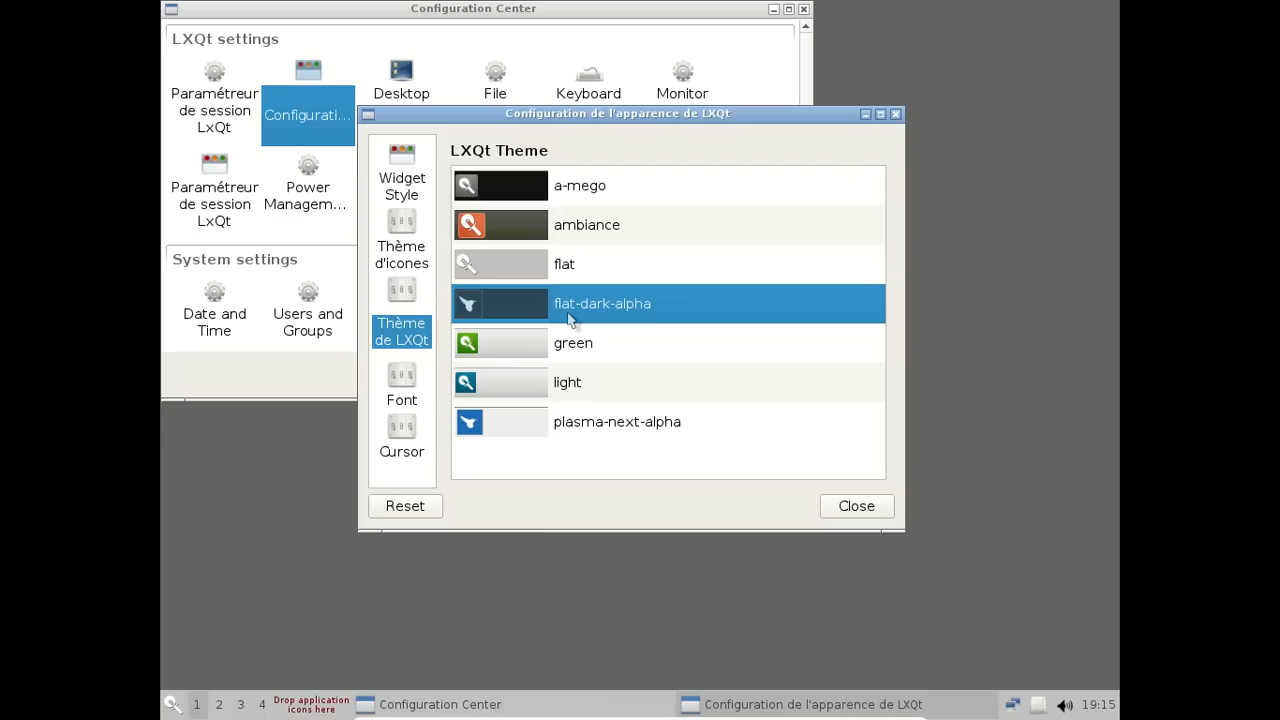 Configuration Center
LXQt settings
Paramétreur
de session
LxQt
Configurati...
Desktop
File
Keyboard
Monitor
Paramétreur
de session
LxQt
Power
Managem...
System settings
Date and
Time
Users and
Groups
Configuration de l'apparence de LXQt
Widget
Style
Thème
d'icones
Thème
de LXQt
Font
Cursor
LXQt Theme
a-mego
ambiance
flat
flat-dark-alpha
green
light
plasma-next-alpha
Reset
Close
1 2 3 4
Drop application
icons here
Configuration Center
Configuration de l'apparence de LXQt
19:15